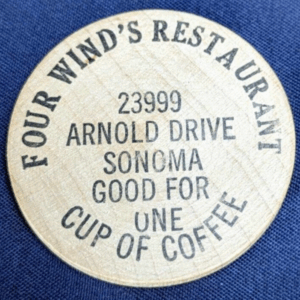 FOUR WIND'S RESTAURANT
23999
ARNOLD DRIVE
SONOMA
GOOD FOR
ONE
CUP OF COFFEE